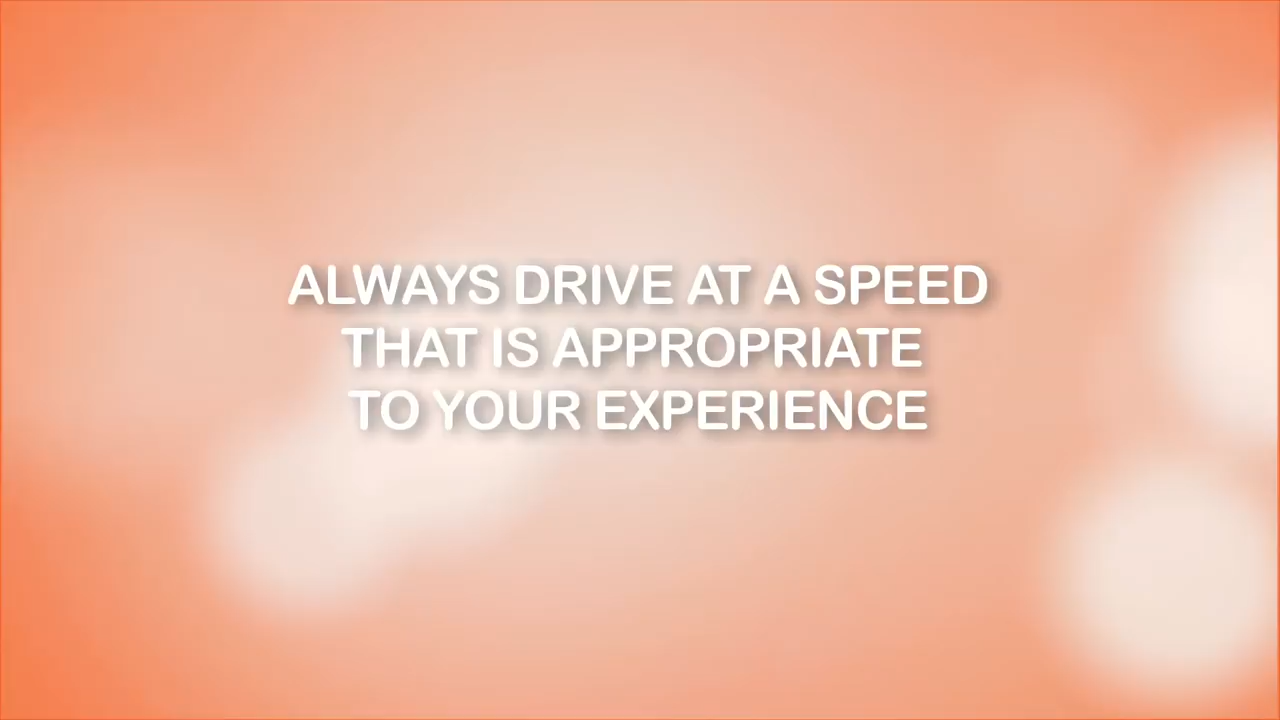 ALWAYS DRIVE AT A SPEED
THAT IS APPROPRIATE
TO YOUR EXPERIENCE